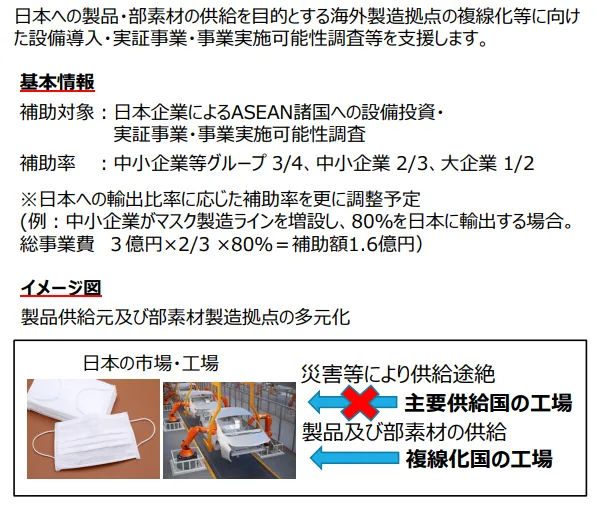 日本への製品・部素材の供給を目的とする海外製造拠点の複線化等に向け
た設備導入・実証事業・事業実施可能性調査等を支援します。
基本情報
補助対象：日本企業によるASEAN諸国への設備投資・
実証事業・事業実施可能性調査
補助率　：中小企業等グループ 3/4、中小企業 2/3、大企業 1/2
※日本への輸出比率に応じた補助率を更に調整予定
(例：中小企業がマスク製造ラインを増設し、80%を日本に輸出する場合。
総事業費　３億円×2/3 ×80%＝補助額1.6億円）
イメージ図
製品供給元及び部素材製造拠点の多元化
日本の市場・工場
災害等により供給途絶
主要供給国の工場
製品及び部素材の供給
複線化国の工場